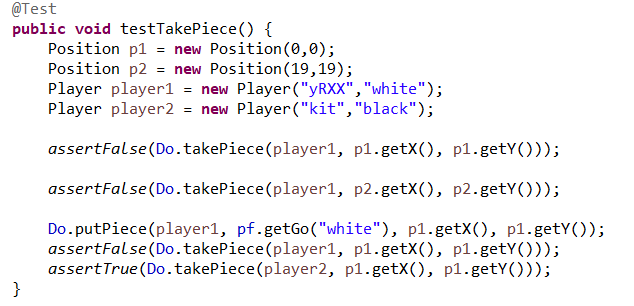 @Test
public void testTakePiece() {
    Position p1 = new Position(0,0);
    Position p2 = new Position(19,19);
    Player player1 = new Player("yRXX","white");
    Player player2 = new Player("kit","black");

    assertFalse(Do.takePiece(player1, p1.getX(), p1.getY()));

    assertFalse(Do.takePiece(player1, p2.getX(), p2.getY()));

    Do.putPiece(player1, pf.getGo("white"), p1.getX(), p1.getY());
    assertFalse(Do.takePiece(player1, p1.getX(), p1.getY()));
    assertTrue(Do.takePiece(player2, p1.getX(), p1.getY()));
}